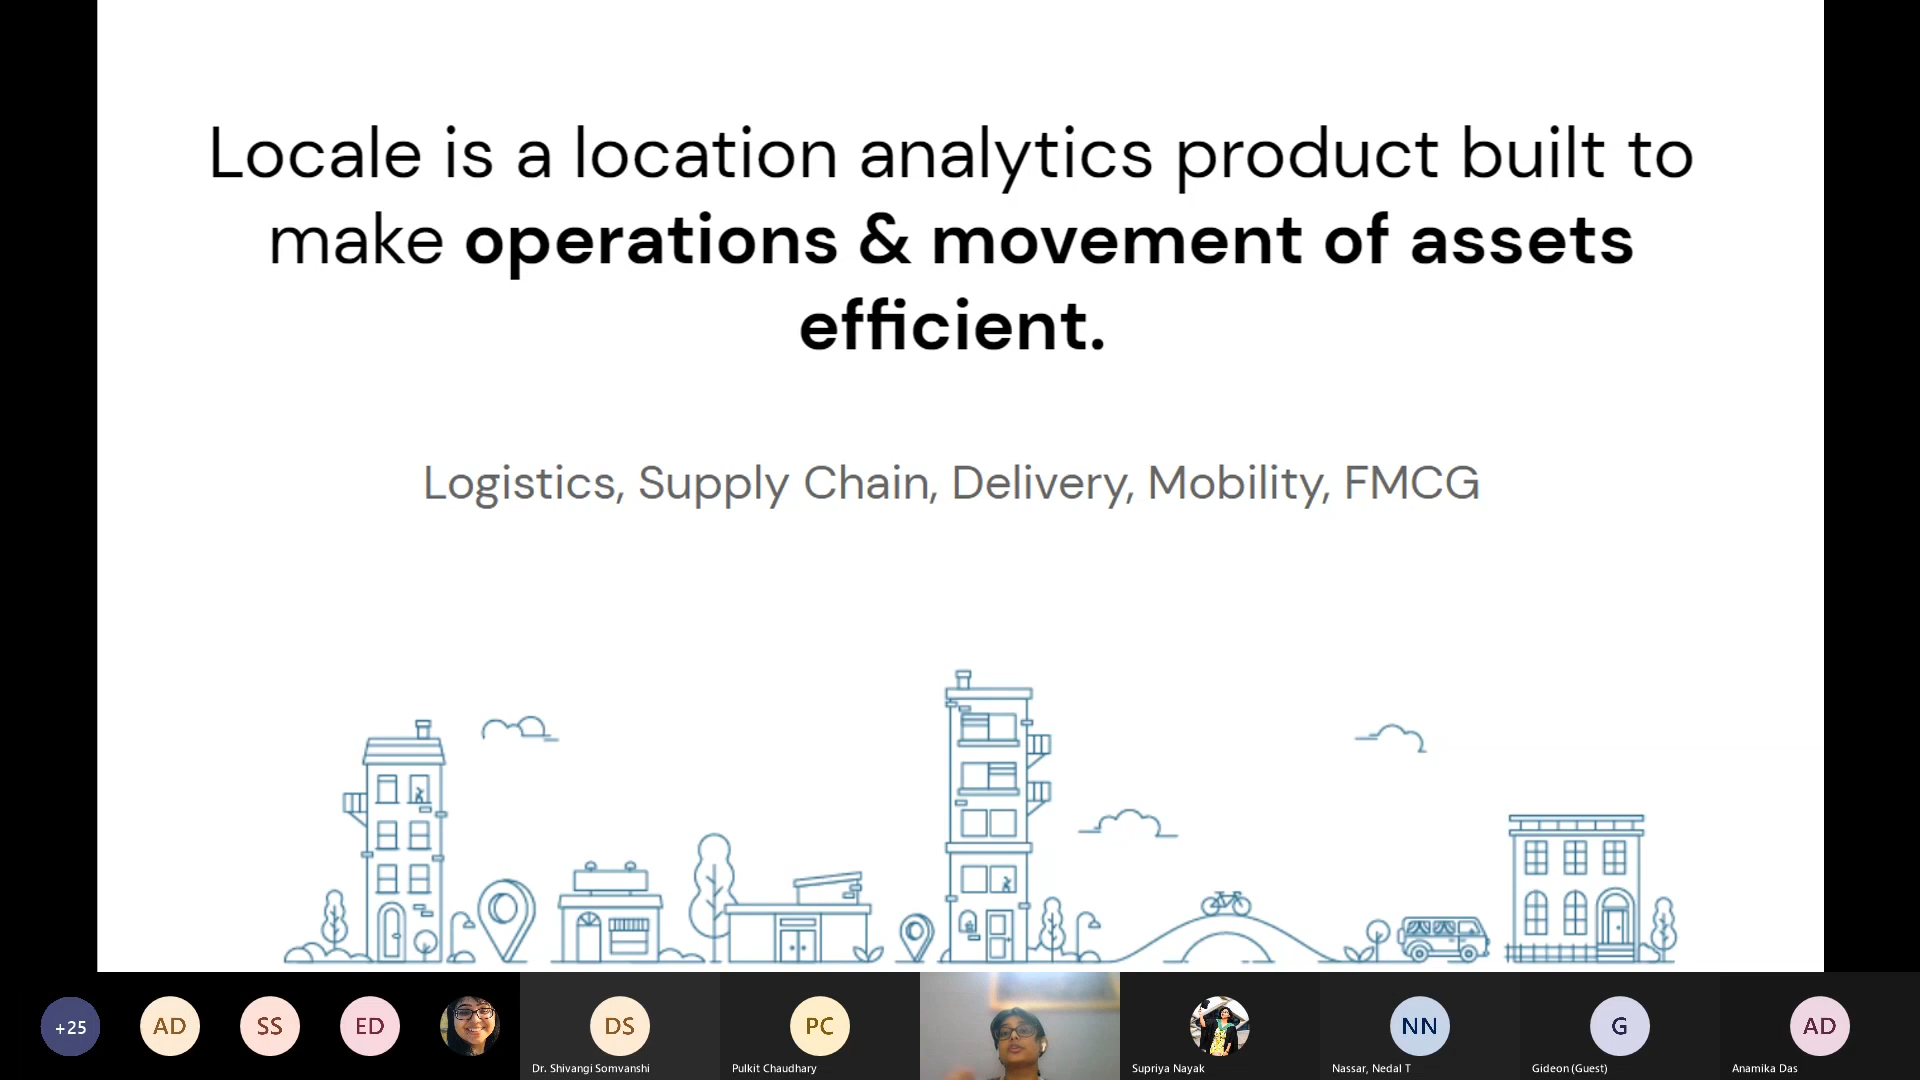 Locale is a location analytics product built to
make operations & movement of assets
efficient.
Logistics, Supply Chain, Delivery, Mobility, FMCG
+25
AD
SS
ED
DS
Dr. Shivangi Somvanshi
PC
Pulkit Chaudhary
Supriya Nayak
NN
Nassar, Nedal T
G
Gideon (Guest)
AD
Anamika Das